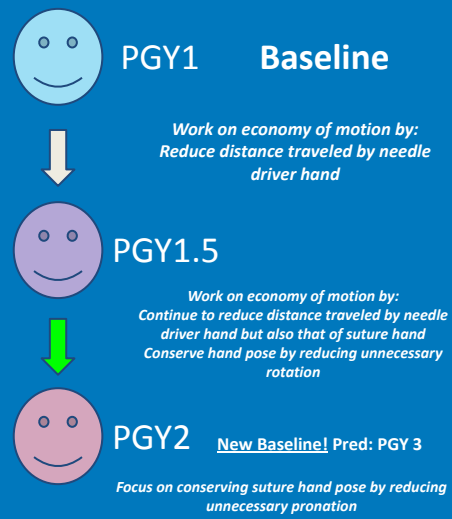 PGY1 Baseline
Work on economy of motion by:
Reduce distance traveled by needle
driver hand
PGY1.5
Work on economy of motion by:
Continue to reduce distance traveled by needle
driver hand but also that of suture hand
Conserve hand pose by reducing unnecessary
rotation
PGY2 New Baseline! Pred: PGY 3
Focus on conserving suture hand pose by reducing
unnecessary pronation